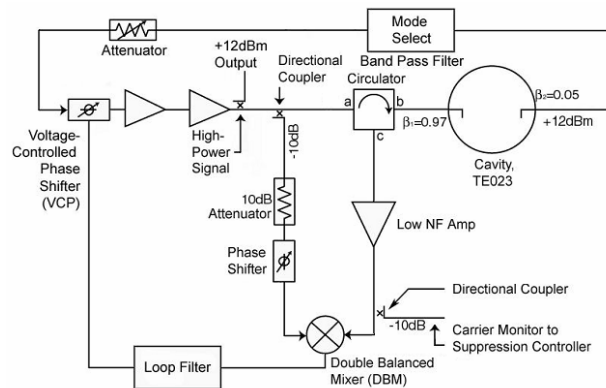 Mode
Select
Band Pass Filter
Attenuator
+12dBm
Output
Directional
Coupler
Circulator
a
b
c
β₁=0.97
β₂=0.05
+12dBm
Cavity,
TE023
Voltage-
Controlled
Phase
Shifter
(VCP)
High-
Power
Signal
-10dB
10dB
Attenuator
Low NF Amp
Phase
Shifter
Directional Coupler
-10dB
Carrier Monitor to
Suppression Controller
Loop Filter
Double Balanced
Mixer (DBM)